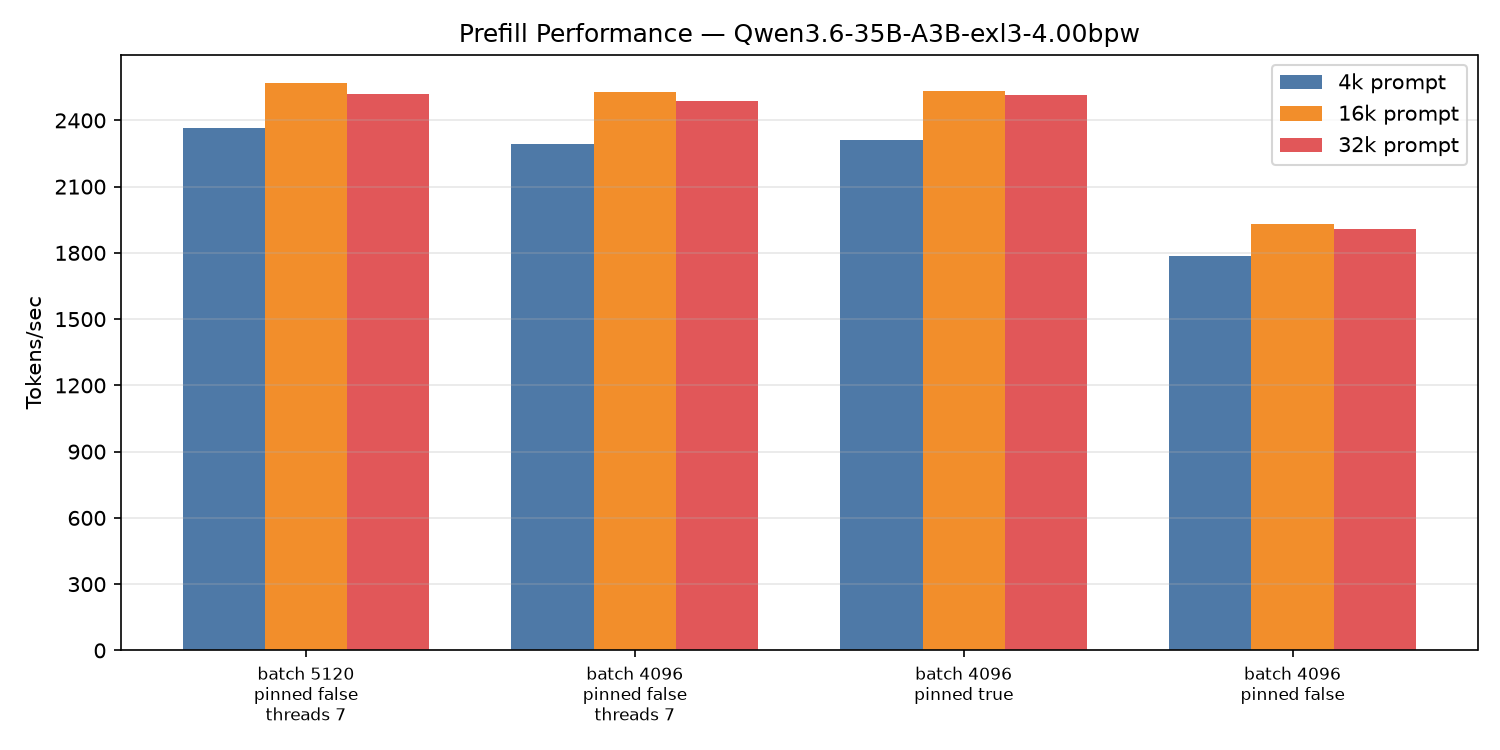 Prefill Performance — Qwen3.6-35B-A3B-exl3-4.00bpw
4k prompt
16k prompt
32k prompt
Tokens/sec
2400
2100
1800
1500
1200
900
600
300
0
batch 5120
pinned false
threads 7
batch 4096
pinned false
threads 7
batch 4096
pinned true
batch 4096
pinned false